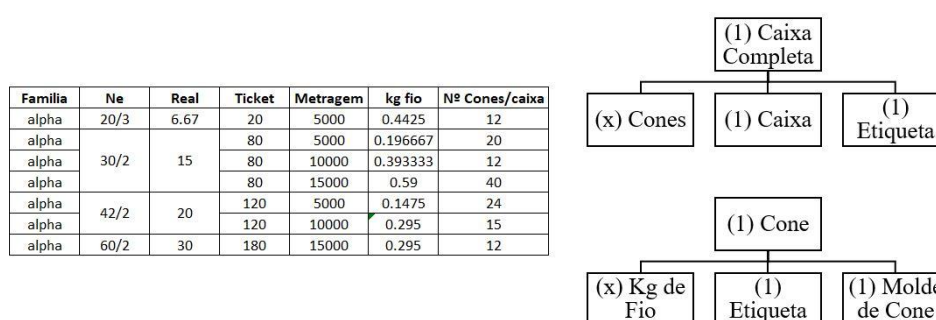 Familia Ne Real Ticket Metragem kg fio Nº Cones/caixa
alpha 20/3 6.67 20 5000 0.4425 12
alpha 80 5000 0.196667 20
alpha 30/2 15 80 10000 0.393333 12
alpha 80 15000 0.59 40
alpha 42/2 20 120 5000 0.1475 24
alpha 120 10000 0.295 15
alpha 60/2 30 180 15000 0.295 12
(1) Caixa
Completa
(x) Cones
(1) Caixa
(1)
Etiqueta
(1) Cone
(x) Kg de
Fio
(1)
Etiqueta
(1) Molde
de Cone